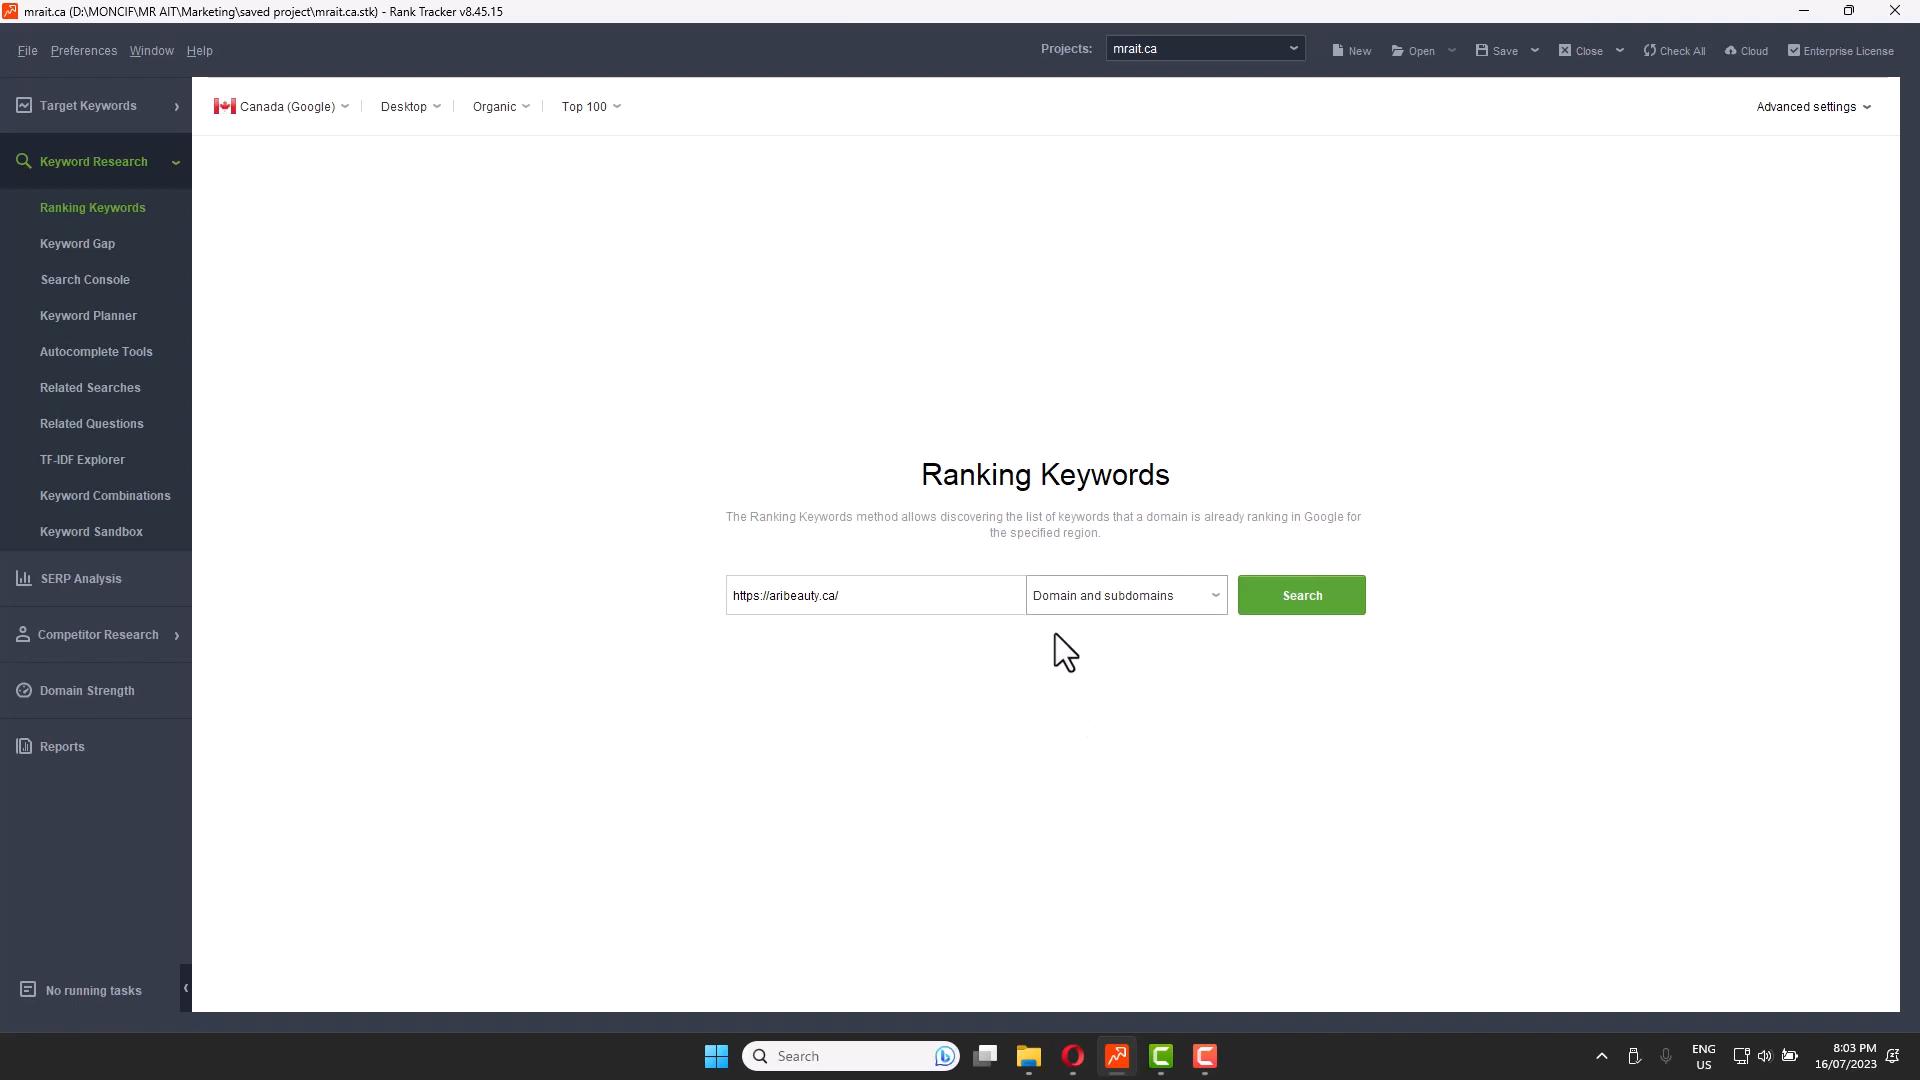 mrait.ca (D:\MONCIF\MR AIT\Marketing\saved project\mrait.ca.stk) - Rank Tracker v8.45.15
File Preferences Window Help
Projects: mrait.ca New Open Save Close Check All Cloud Enterprise License
Target Keywords
Canada (Google) Desktop Organic Top 100 Advanced settings
Keyword Research
Ranking Keywords
Keyword Gap
Search Console
Keyword Planner
Autocomplete Tools
Related Searches
Related Questions
TF-IDF Explorer
Keyword Combinations
Keyword Sandbox
SERP Analysis
Competitor Research
Domain Strength
Reports
No running tasks
Ranking Keywords
The Ranking Keywords method allows discovering the list of keywords that a domain is already ranking in Google for
the specified region.
https://aribeauty.ca/ Domain and subdomains Search
Search
ENG
US
8:03 PM
16/07/2023